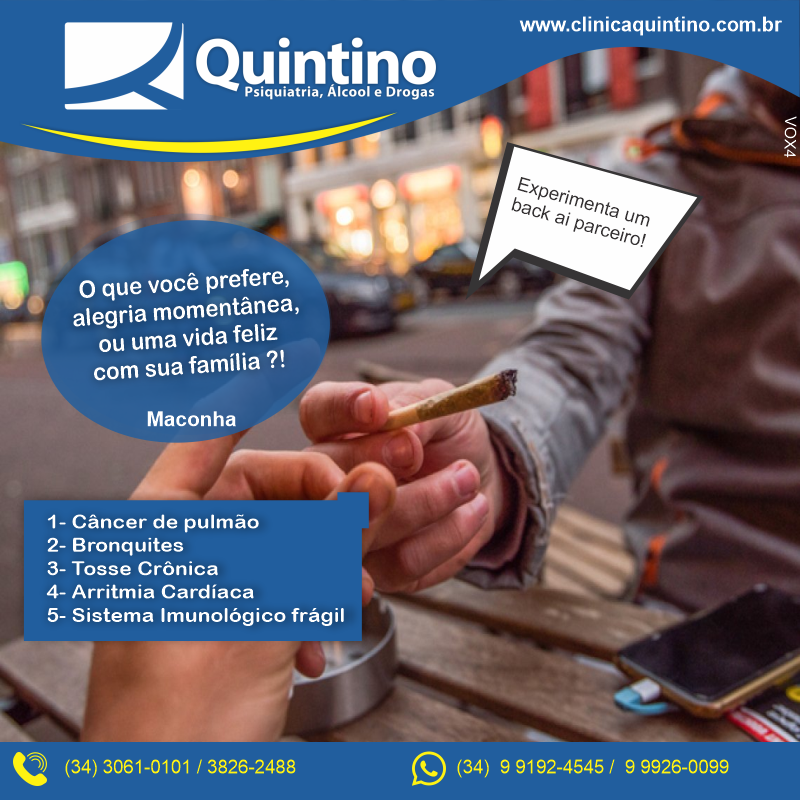 www.clinicaquintino.com.br
Quintino
Psiquiatria, Álcool e Drogas
VOX4
Experimenta um
back ai parceiro!
O que você prefere,
alegria momentânea,
ou uma vida feliz
com sua família ?!
Maconha
1- Câncer de pulmão
2- Bronquites
3- Tosse Crônica
4- Arritmia Cardíaca
5- Sistema Imunológico frágil
(34) 3061-0101 / 3826-2488
(34) 9 9192-4545 / 9 9926-0099